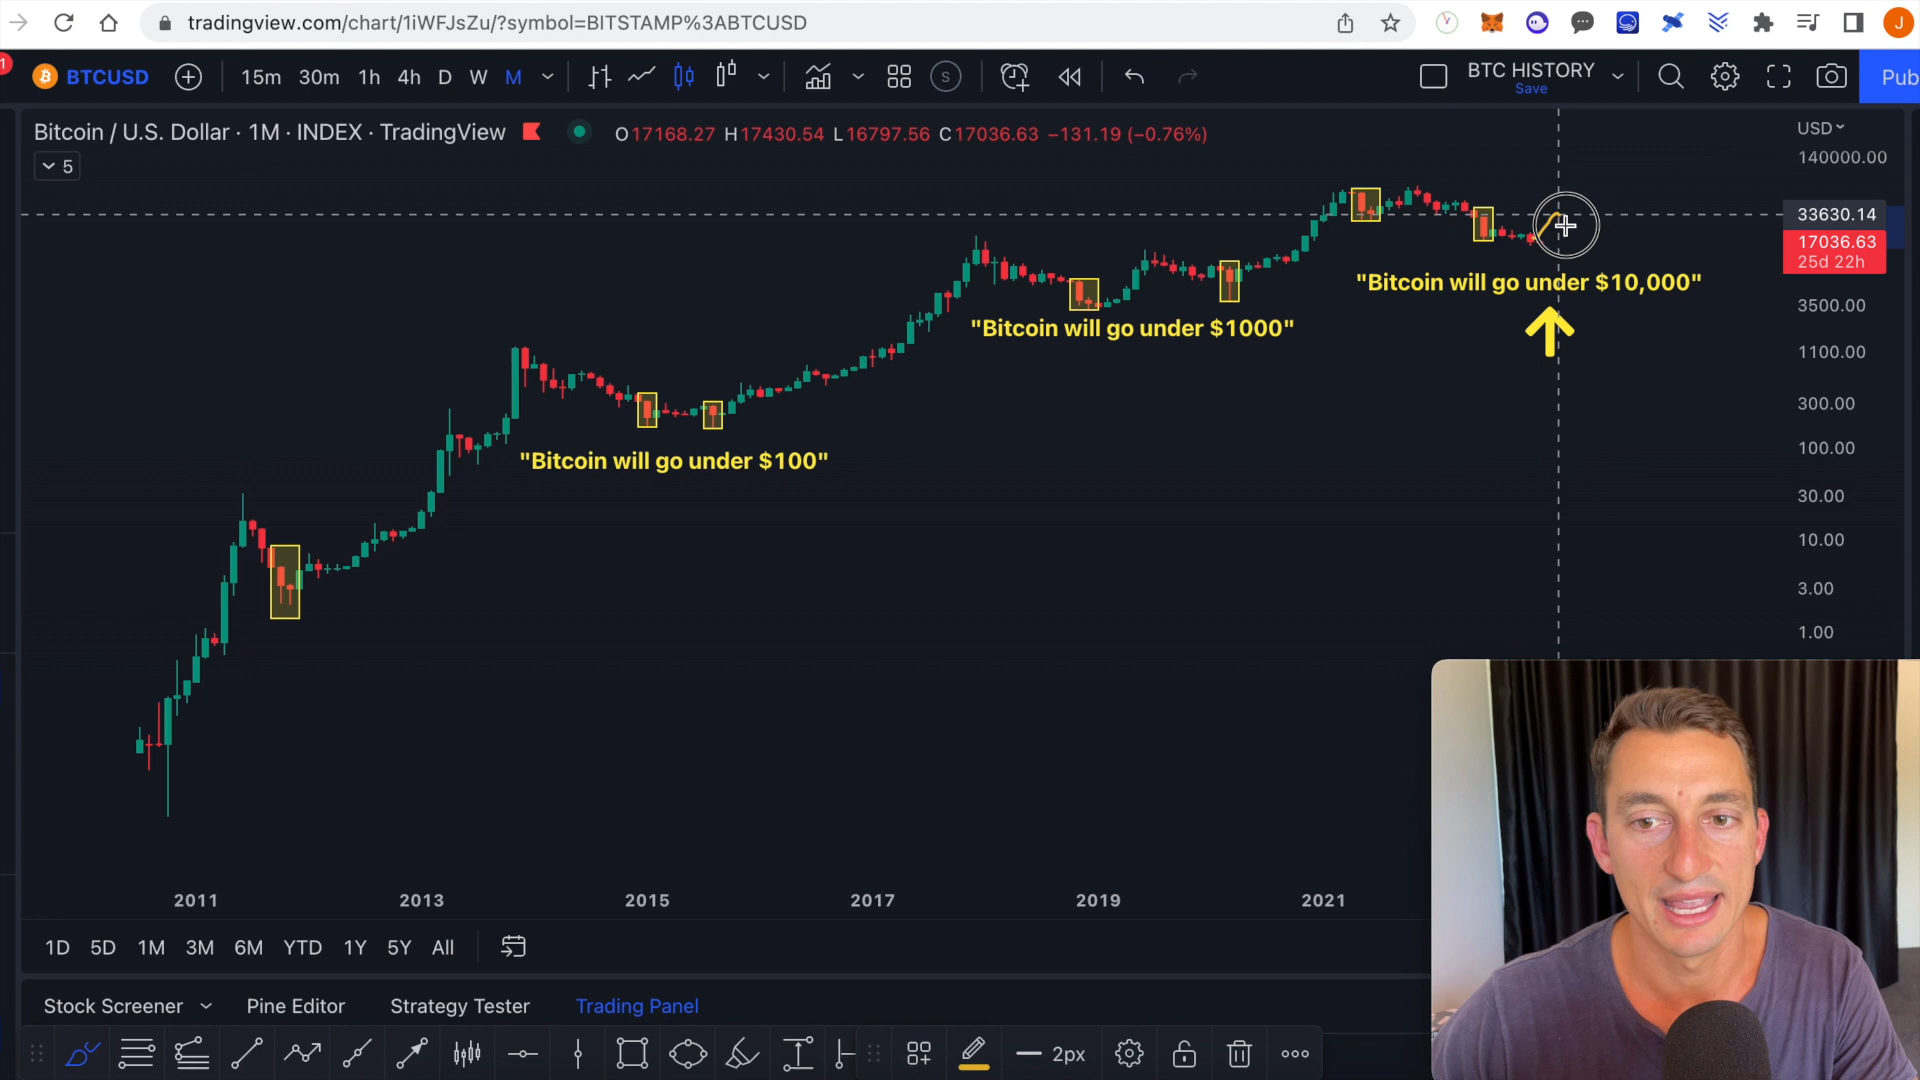 tradingview.com/chart/1iWFJsZu/?symbol=BITSTAMP%3ABTCUSD
J
1
BTCUSD
15m 30m 1h 4h D W M
S
BTC HISTORY
Save
Pub
Bitcoin / U.S. Dollar · 1M · INDEX · TradingView
O17168.27 H17430.54 L16797.56 C17036.63 −131.19 (−0.76%)
5
USD
140000.00
33630.14
17036.63
25d 22h
3500.00
1100.00
300.00
100.00
30.00
10.00
3.00
1.00
"Bitcoin will go under $10,000"
"Bitcoin will go under $1000"
"Bitcoin will go under $100"
2011 2013 2015 2017 2019 2021
1D 5D 1M 3M 6M YTD 1Y 5Y All
Stock Screener Pine Editor Strategy Tester Trading Panel
2px